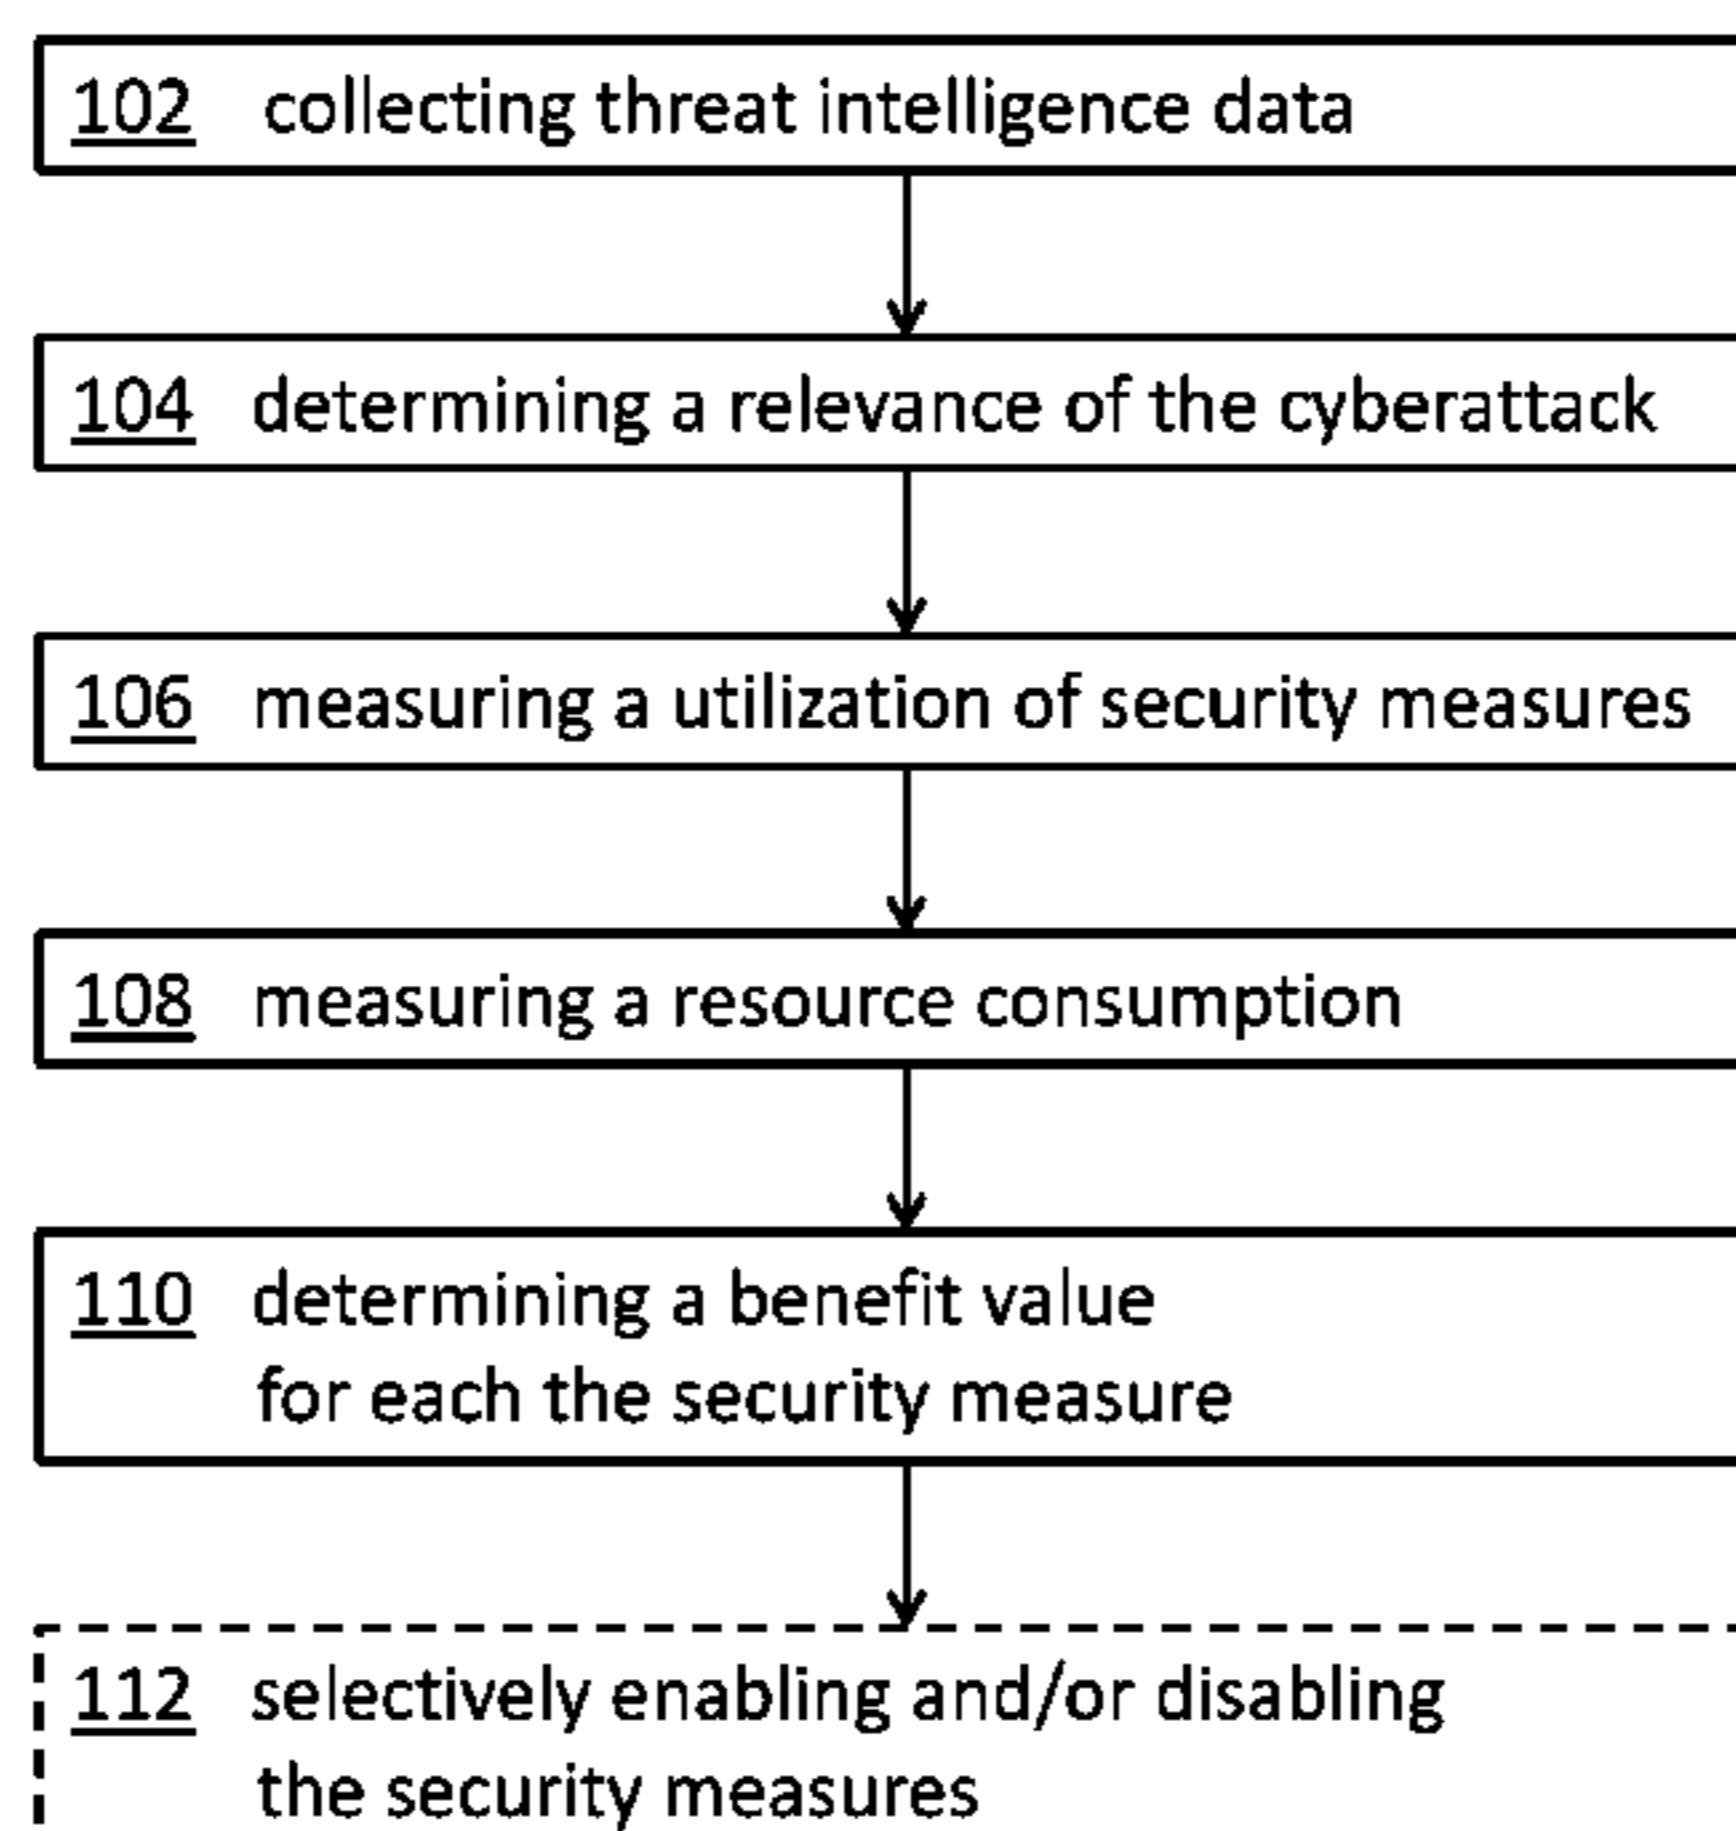 102 collecting threat intelligence data
104 determining a relevance of the cyberattack
106 measuring a utilization of security measures
108 measuring a resource consumption
110 determining a benefit value
for each the security measure
112 selectively enabling and/or disabling
the security measures